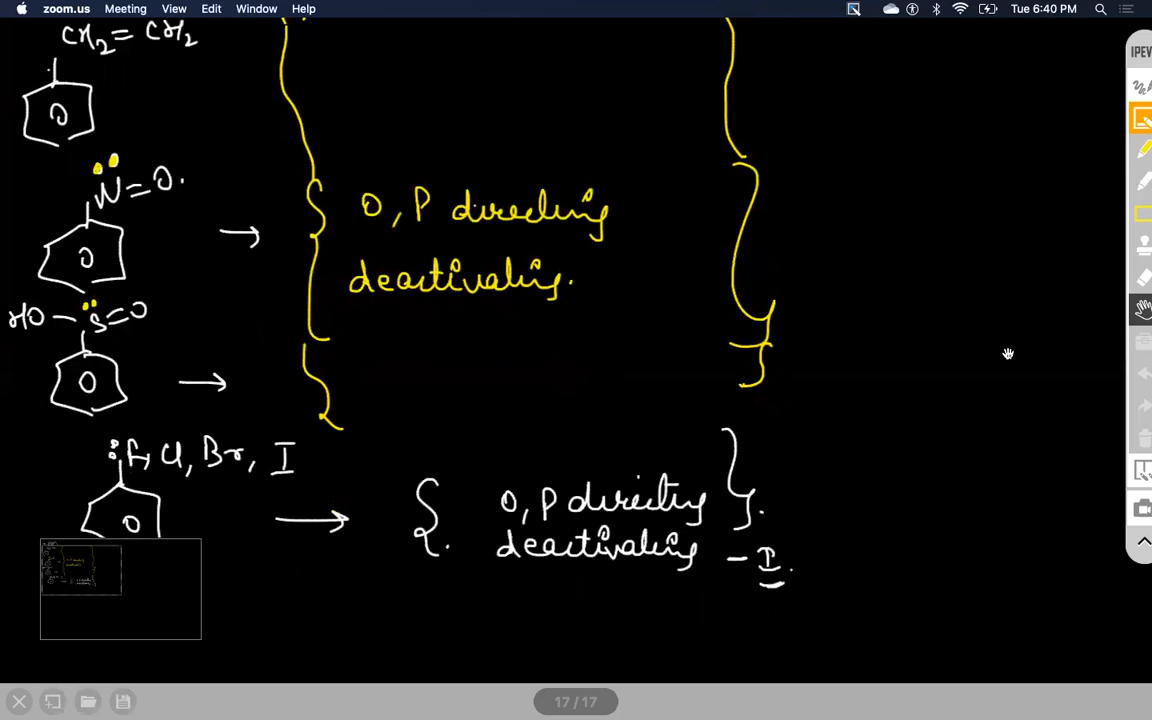 zoom.us Meeting View Edit Window Help Tue 6:40 PM
CH2 = CH2
IPEV
N=O.
O, P directing
deactivating.
HO - S=O
F, Cl, Br, I
O, P directing
deactivating - I.
17 / 17